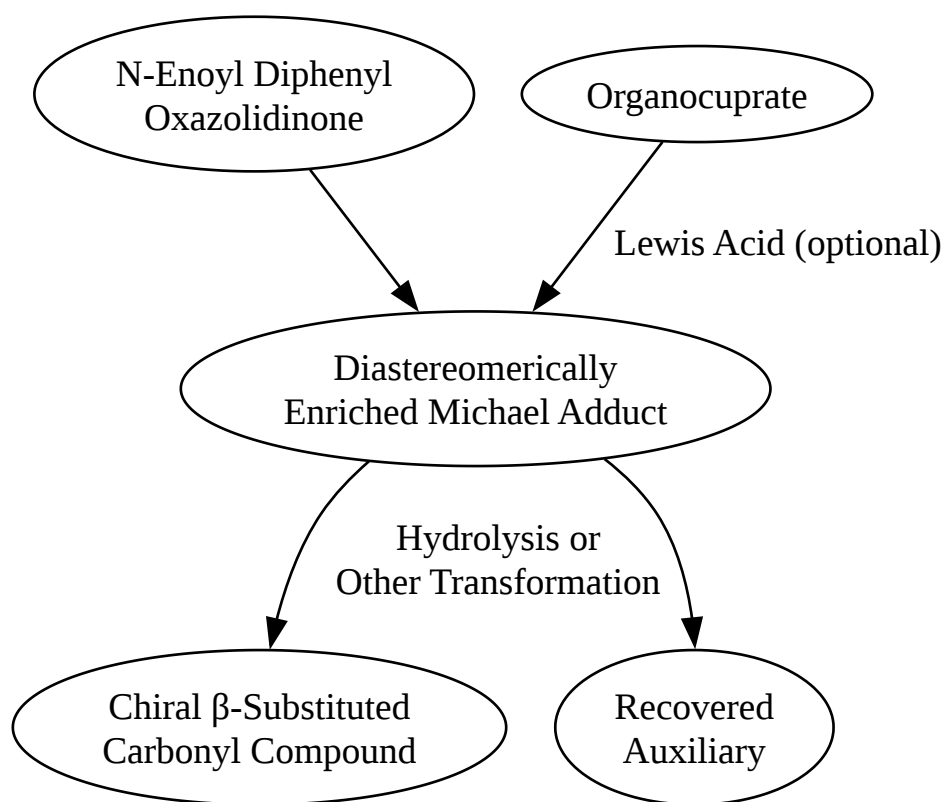 N-Enoyl Diphenyl
Oxazolidinone
Organocuprate
Lewis Acid (optional)
Diastereomerically
Enriched Michael Adduct
Hydrolysis or
Other Transformation
Chiral β-Substituted
Carbonyl Compound
Recovered
Auxiliary